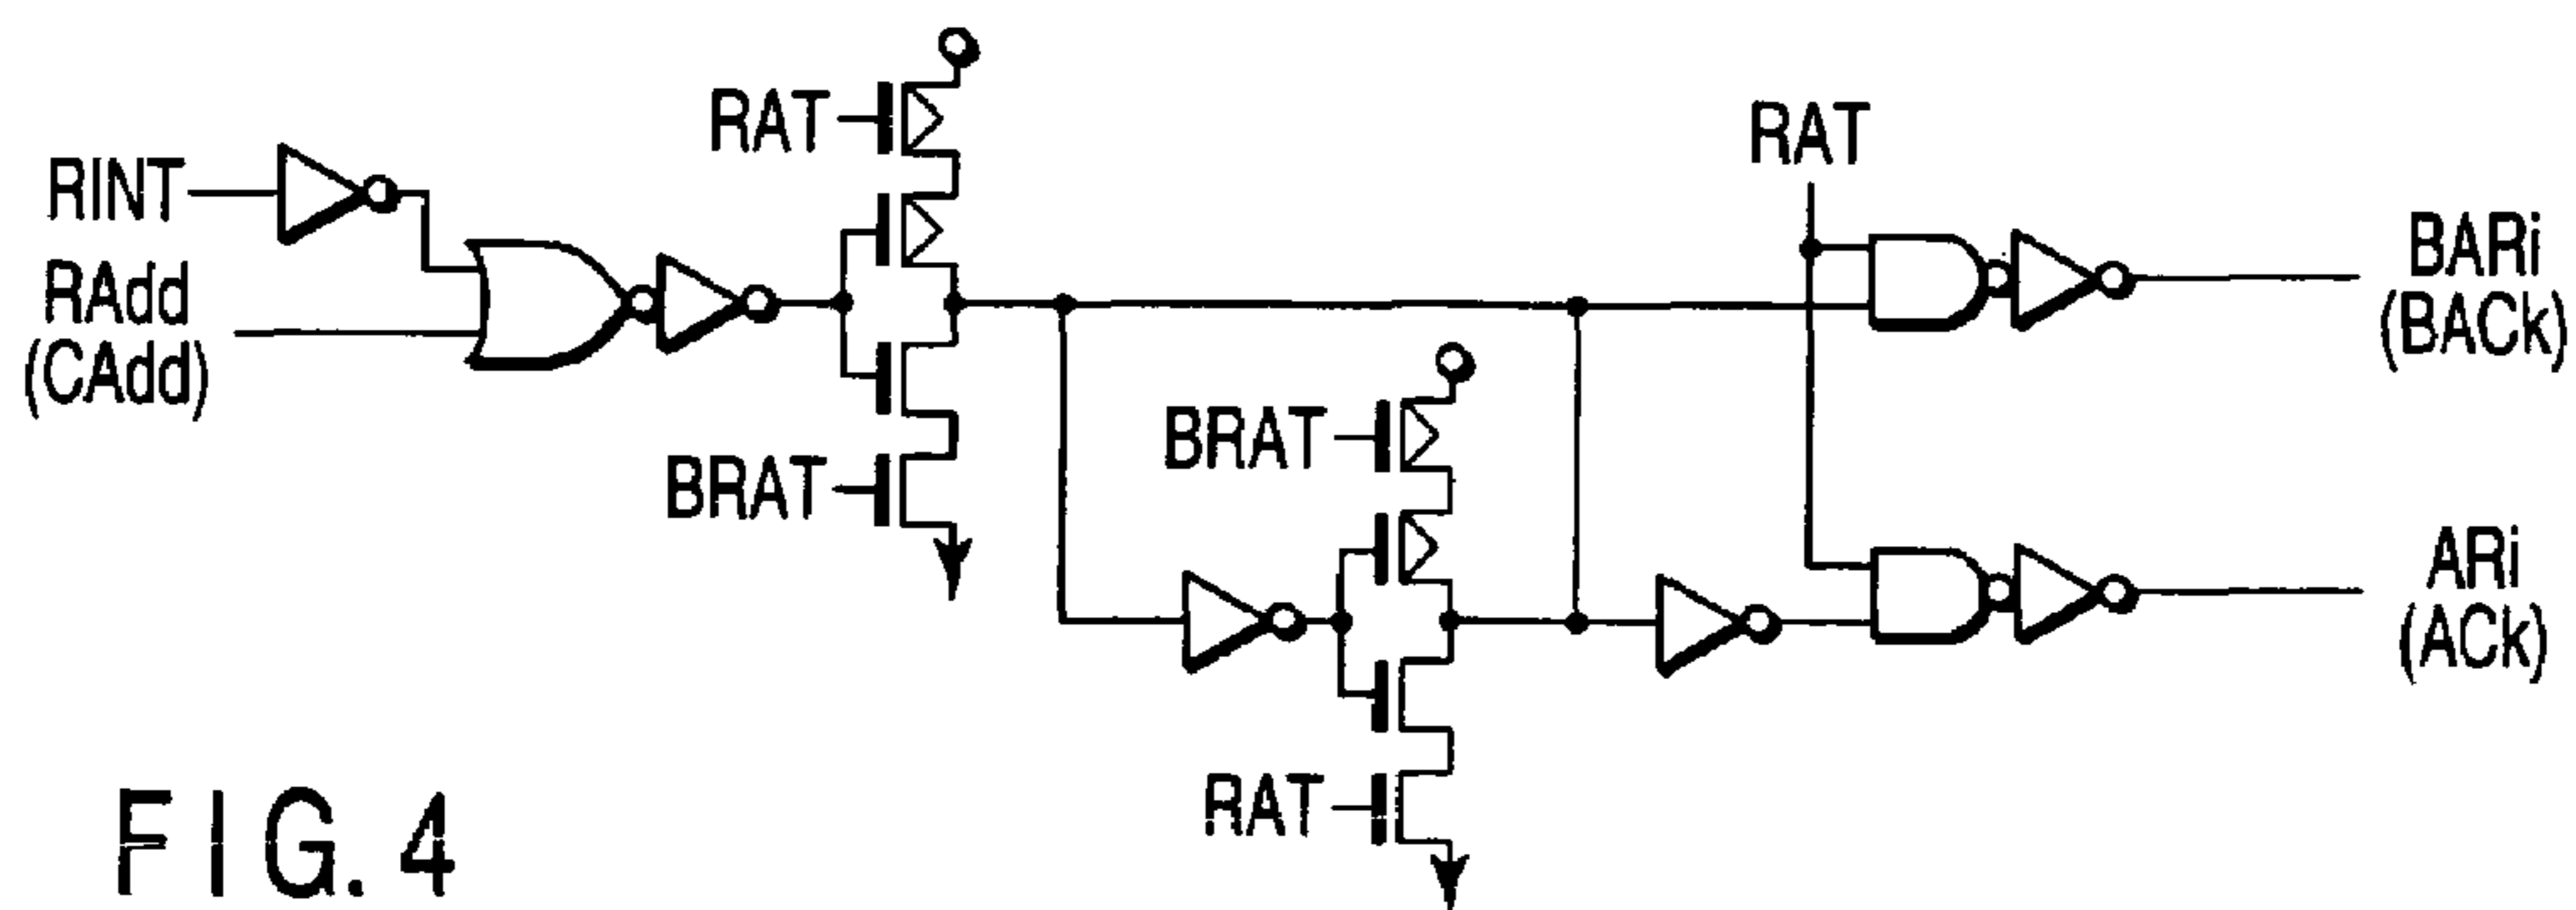 RAT
RINT
RAdd
(CAdd)
BRAT
BRAT
RAT
RAT
BARi
(BACk)
ARi
(ACk)
FIG. 4